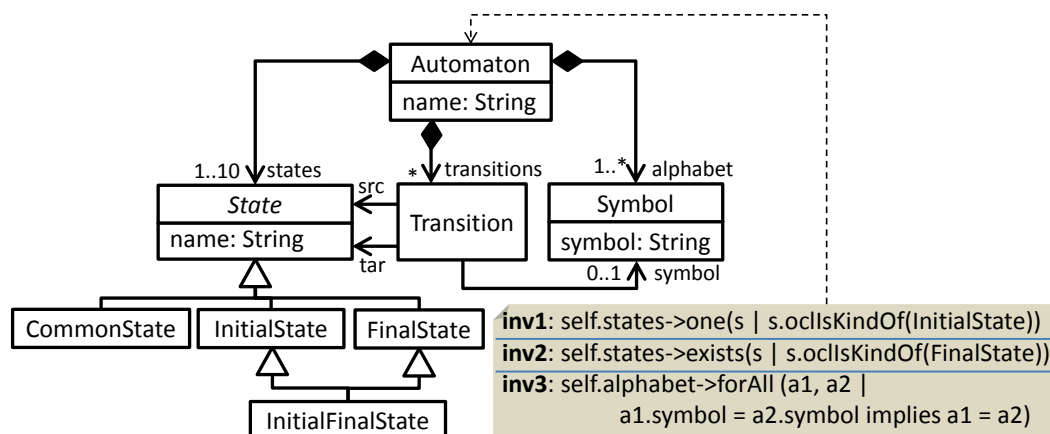 Automaton
name: String
1..10 states
* transitions
1..* alphabet
State
name: String
src
tar
Transition
Symbol
symbol: String
0..1 symbol
CommonState
InitialState
FinalState
InitialFinalState
inv1: self.states->one(s | s.oclIsKindOf(InitialState))
inv2: self.states->exists(s | s.oclIsKindOf(FinalState))
inv3: self.alphabet->forAll (a1, a2 |
a1.symbol = a2.symbol implies a1 = a2)